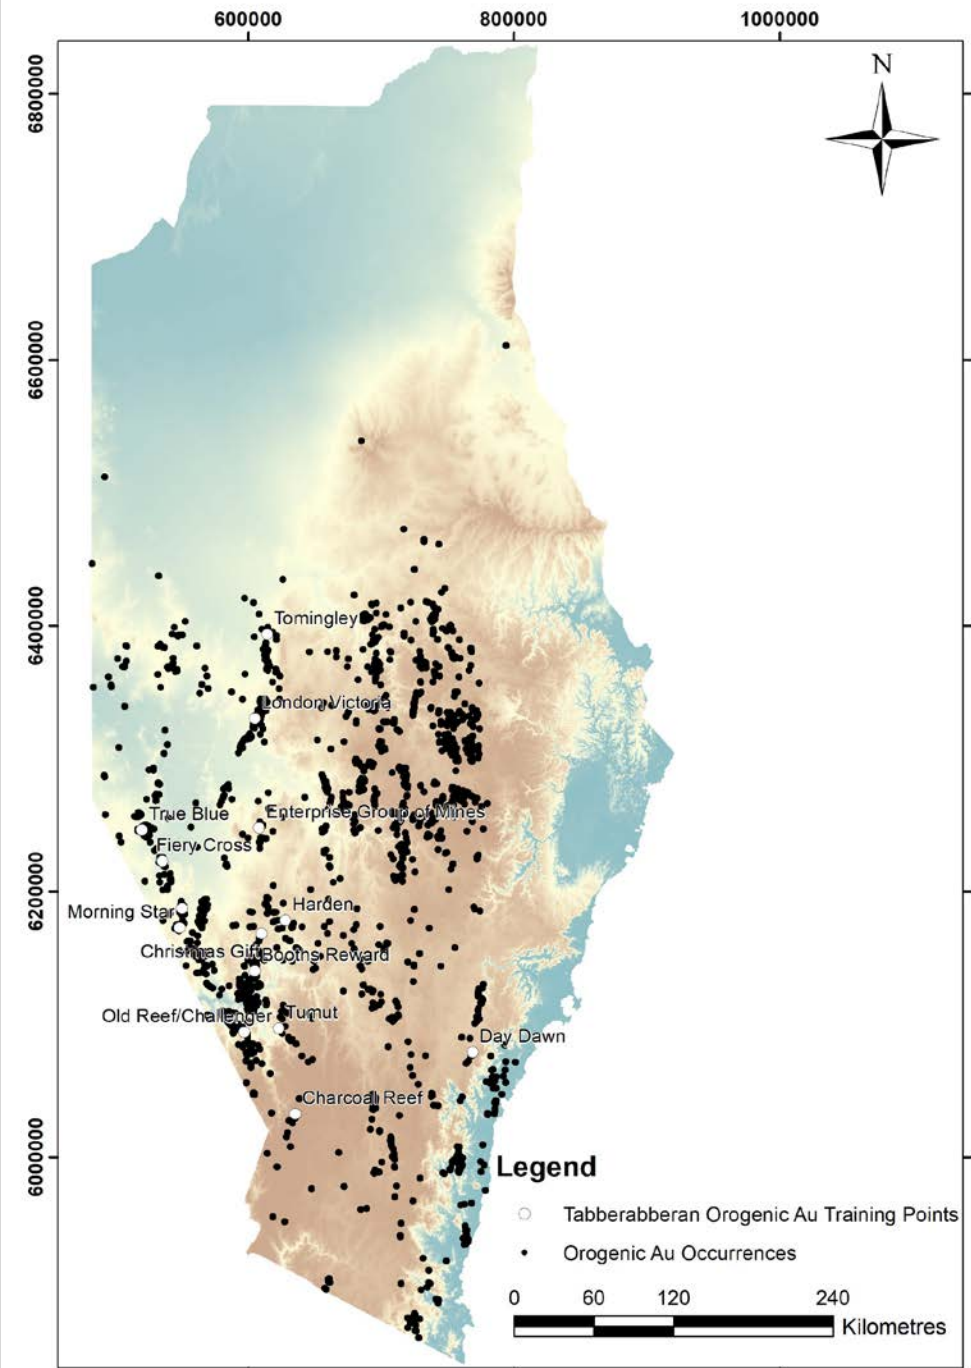 600000 800000 1000000
N
6800000
6600000
6400000
6200000
6000000
Tomingley
London Victoria
True Blue
Enterprise Group of Mines
Fiery Cross
Morning Star
Harden
Christmas Gift
Booths Reward
Old Reef/Challenger
Tumut
Day Dawn
Charcoal Reef
Legend
Tabberabberan Orogenic Au Training Points
Orogenic Au Occurrences
0 60 120 240
Kilometres